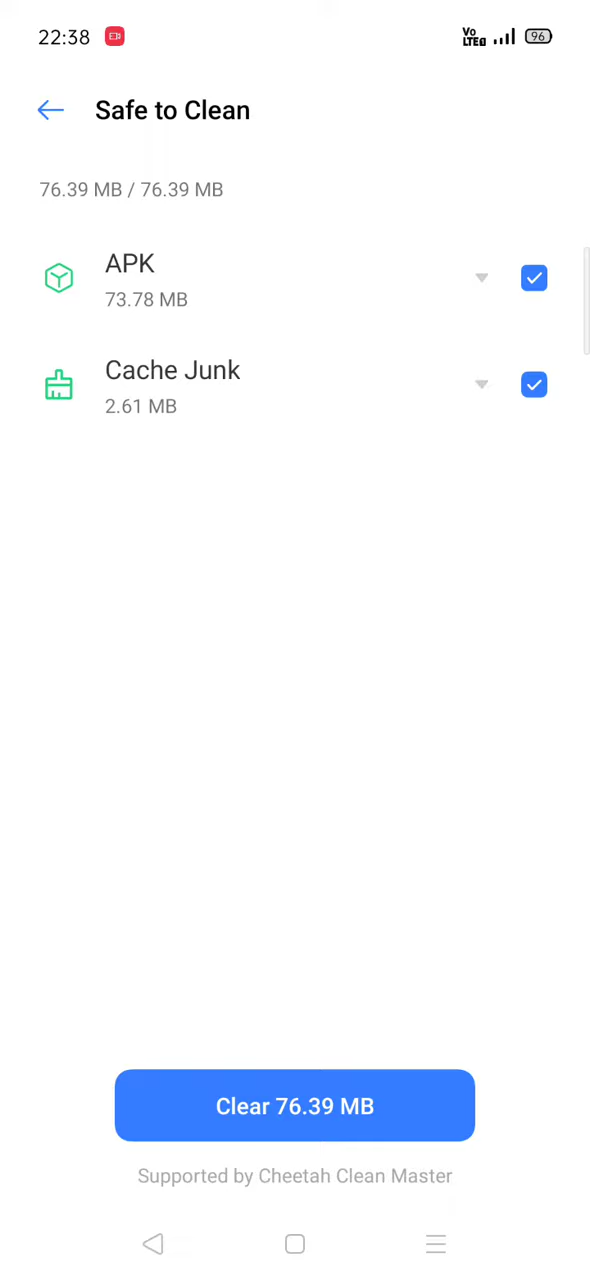 22:38
Vo
LTE
96
Safe to Clean
76.39 MB / 76.39 MB
APK
73.78 MB
Cache Junk
2.61 MB
Clear 76.39 MB
Supported by Cheetah Clean Master